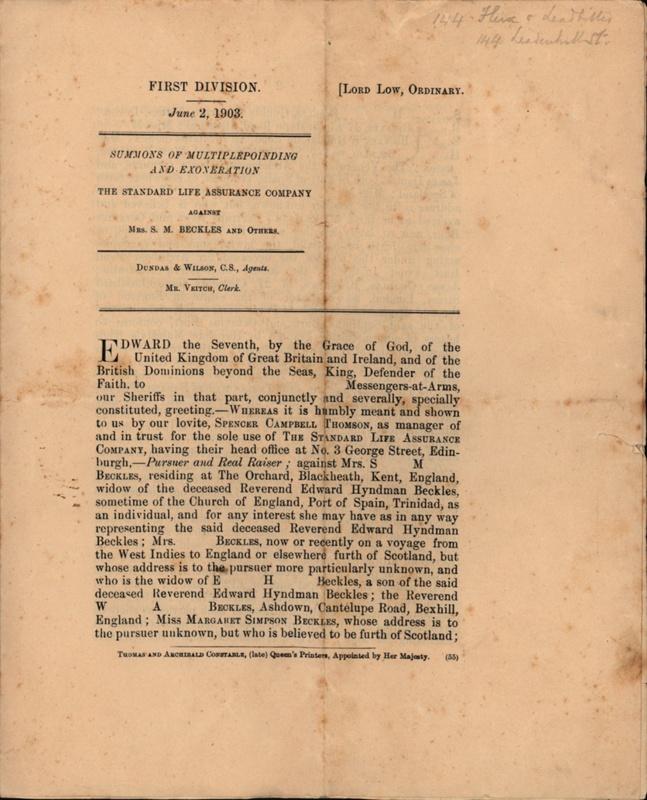 144 Leadenhall St.
FIRST DIVISION.
[LORD LOW, ORDINARY.
June 2, 1903.
SUMMONS OF MULTIPLEPOINDING
AND EXONERATION
THE STANDARD LIFE ASSURANCE COMPANY
AGAINST
MRS. S. M. BECKLES AND OTHERS.
DUNDAS & WILSON, C.S., Agents.
MR. VEITCH, Clerk.
EDWARD the Seventh, by the Grace of God, of the
United Kingdom of Great Britain and Ireland, and of the
British Dominions beyond the Seas, King, Defender of the
Faith, to Messengers-at-Arms,
our Sheriffs in that part, conjunctly and severally, specially
constituted, greeting.—WHEREAS it is humbly meant and shown
to us by our lovite, SPENCER CAMPBELL THOMSON, as manager of
and in trust for the sole use of THE STANDARD LIFE ASSURANCE
COMPANY, having their head office at No. 3 George Street, Edin-
burgh,—Pursuer and Real Raiser; against Mrs. S M
BECKLES, residing at The Orchard, Blackheath, Kent, England,
widow of the deceased Reverend Edward Hyndman Beckles,
sometime of the Church of England, Port of Spain, Trinidad, as
an individual, and for any interest she may have as in any way
representing the said deceased Reverend Edward Hyndman
Beckles; Mrs. BECKLES, now or recently on a voyage from
the West Indies to England or elsewhere furth of Scotland, but
whose address is to the pursuer more particularly unknown, and
who is the widow of E H Beckles, a son of the said
deceased Reverend Edward Hyndman Beckles; the Reverend
W A BECKLES, Ashdown, Cantelupe Road, Bexhill,
England; Miss MARGARET SIMPSON BECKLES, whose address is to
the pursuer unknown, but who is believed to be furth of Scotland;
THOMAS AND ARCHIBALD CONSTABLE, (late) Queen's Printers, Appointed by Her Majesty. (55)